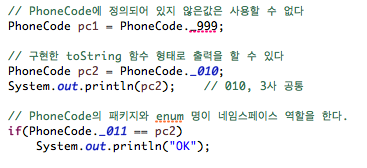 // PhoneCode에 정의되어 있지 않은값은 사용할 수 없다
PhoneCode pc1 = PhoneCode._999;
// 구현한 toString 함수 형태로 출력을 할 수 있다
PhoneCode pc2 = PhoneCode._010;
System.out.println(pc2);    // 010, 3사 공통
// PhoneCode의 패키지와 enum 명이 네임스페이스 역할을 한다.
if(PhoneCode._011 == pc2)
    System.out.println("OK");